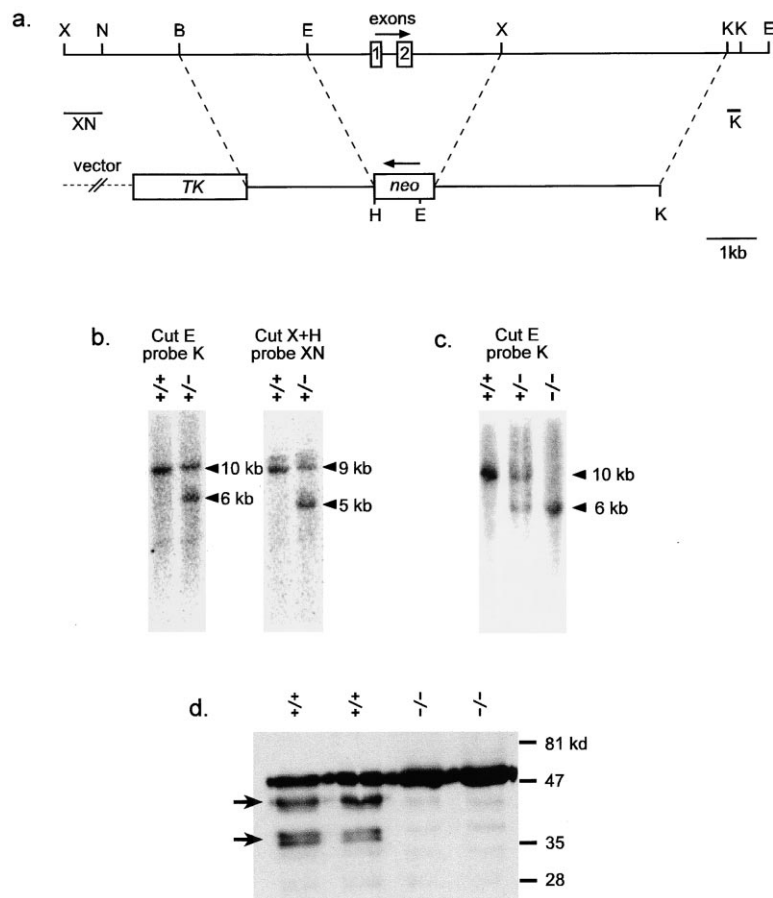 a.
X N B E exons X KK E
1 2
XN K
vector
TK neo
H E K
1kb
b.
Cut E
probe K
Cut X+H
probe XN
c.
Cut E
probe K
+/+ +/- +/+ +/- +/+ +/- -/-
10 kb 9 kb 10 kb
6 kb 5 kb 6 kb
d.
+/+ +/+ -/- -/-
81 kd
47
35
28